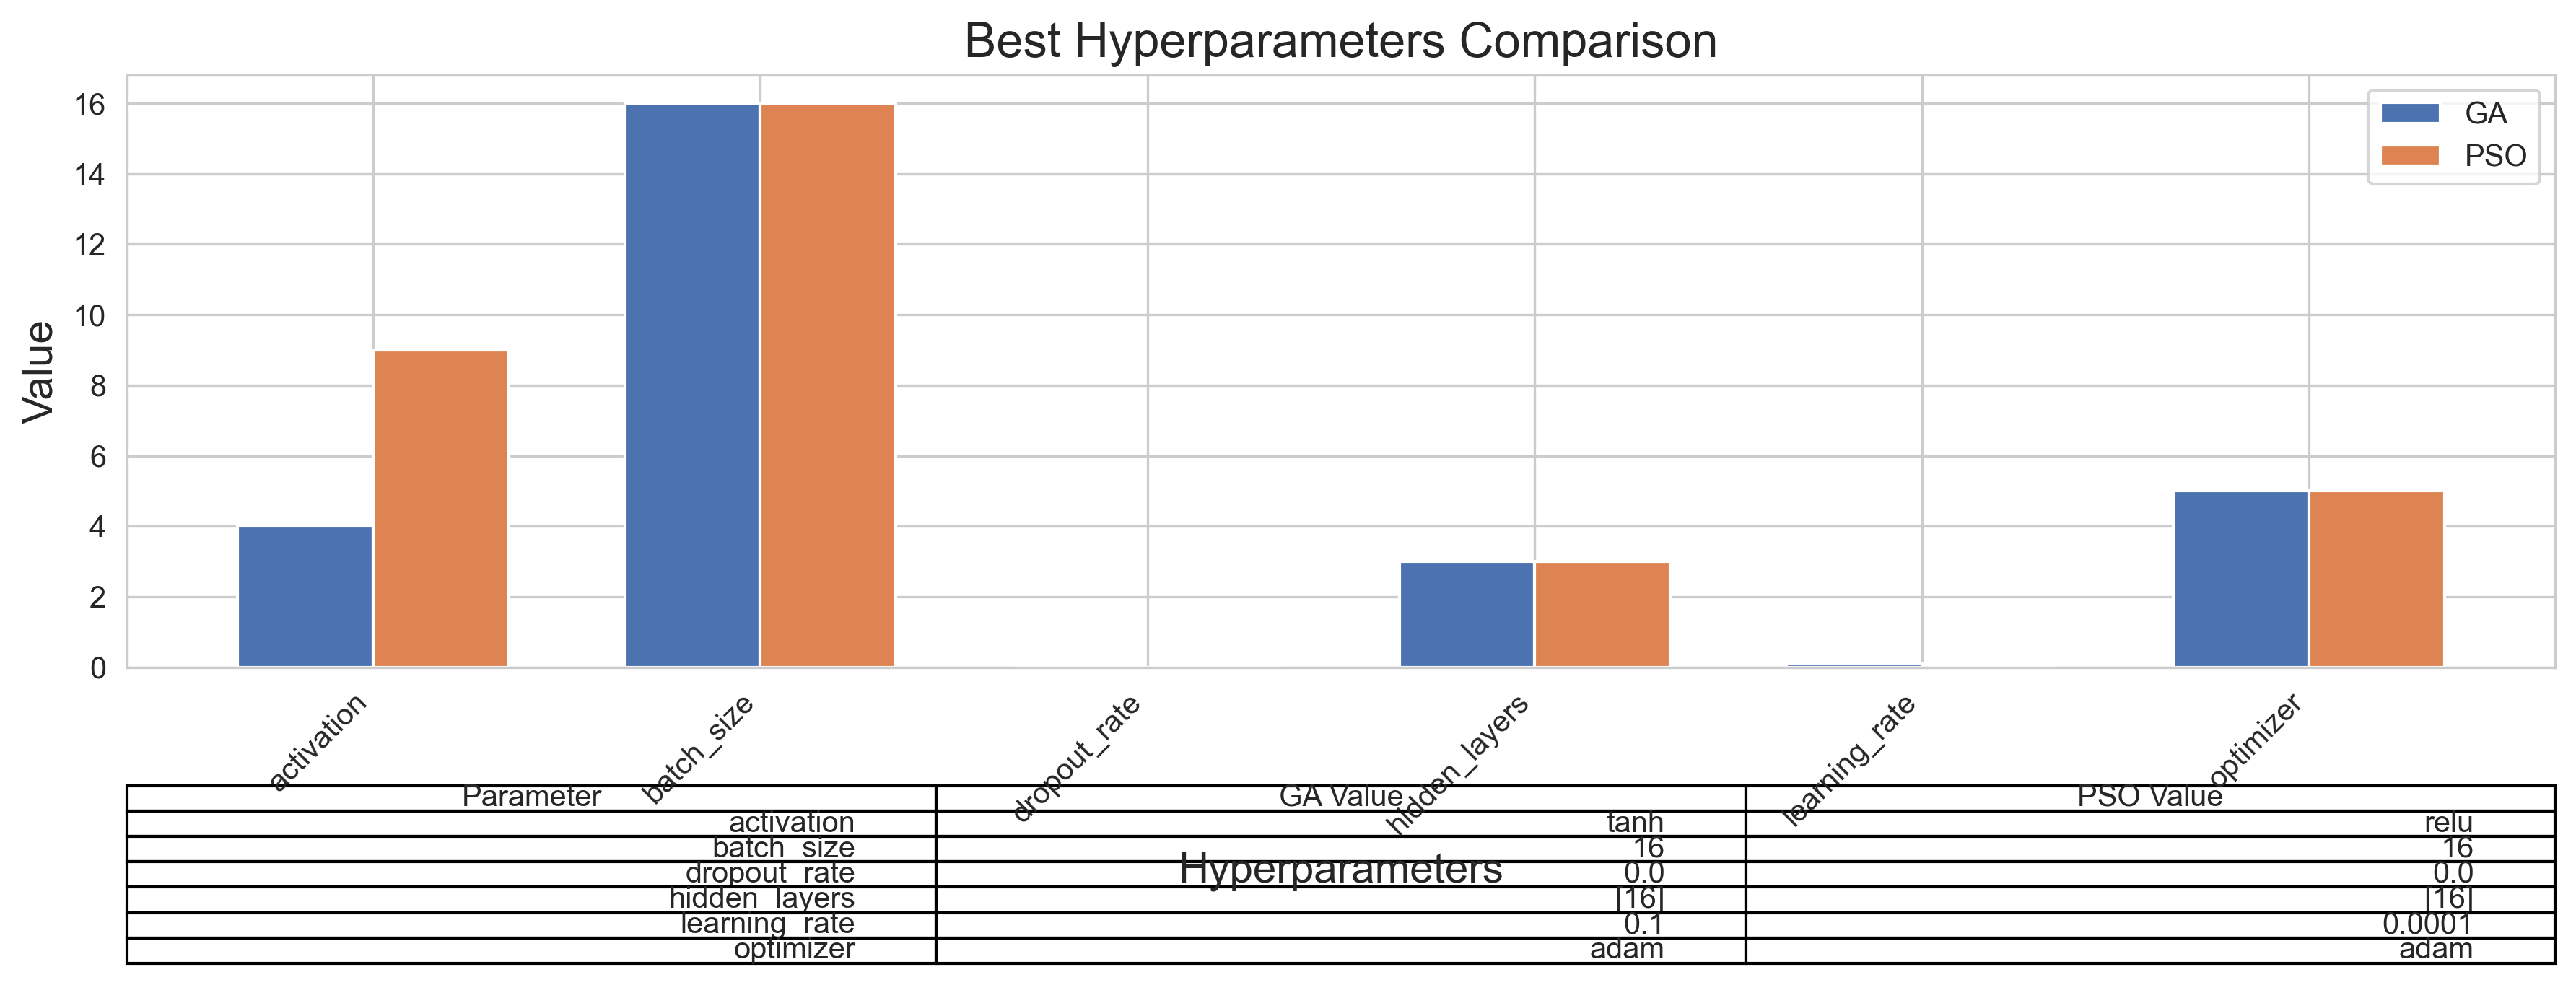 Best Hyperparameters Comparison
Value
16
14
12
10
8
6
4
2
0
GA
PSO
activation
batch_size
dropout_rate
hidden_layers
learning_rate
optimizer
Hyperparameters
Parameter GA Value PSO Value
activation tanh relu
batch_size 16 16
dropout_rate 0.0 0.0
hidden_layers [16] [16]
learning_rate 0.1 0.0001
optimizer adam adam